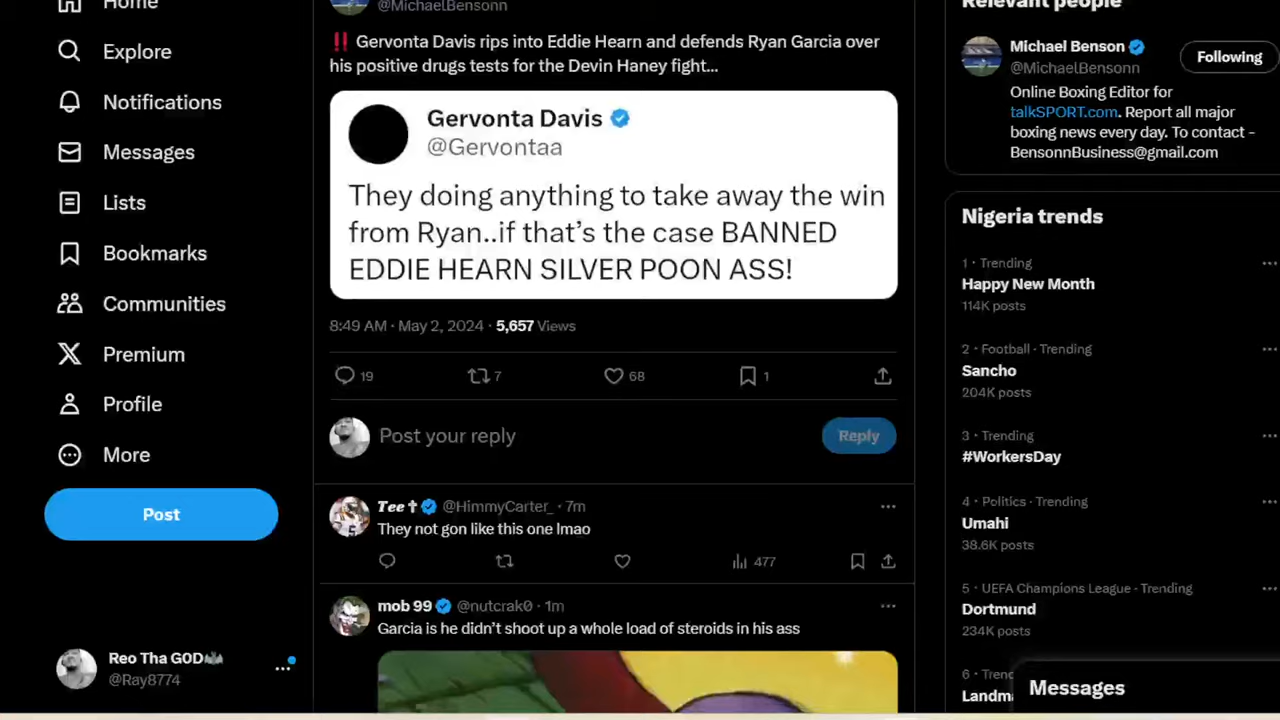 Home
Explore
Notifications
Messages
Lists
Bookmarks
Communities
Premium
Profile
More
Post
Reo Tha GOD
@Ray8774
@MichaelBensonn
‼️ Gervonta Davis rips into Eddie Hearn and defends Ryan Garcia over
his positive drugs tests for the Devin Haney fight...
Gervonta Davis
@Gervontaa
They doing anything to take away the win
from Ryan..if that's the case BANNED
EDDIE HEARN SILVER POON ASS!
8:49 AM · May 2, 2024 · 5,657 Views
19 7 68 1
Post your reply
Reply
Tee✝ @HimmyCarter_ · 7m
They not gon like this one lmao
477
mob 99 @nutcrak0 · 1m
Garcia is he didn't shoot up a whole load of steroids in his ass
Relevant people
Michael Benson
@MichaelBensonn
Following
Online Boxing Editor for
talkSPORT.com. Report all major
boxing news every day. To contact -
BensonnBusiness@gmail.com
Nigeria trends
1 · Trending
Happy New Month
114K posts
2 · Football · Trending
Sancho
204K posts
3 · Trending
#WorkersDay
4 · Politics · Trending
Umahi
38.6K posts
5 · UEFA Champions League · Trending
Dortmund
234K posts
6 · Trend
Landma
Messages